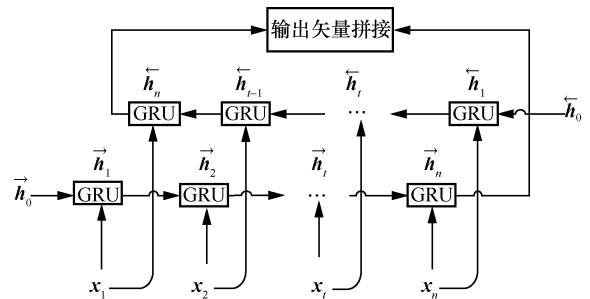 输出矢量拼接
←h_n ←h_{t-1} ←h_t ←h_1
GRU GRU … GRU ←h_0
→h_1 →h_2 →h_t →h_n
→h_0 GRU GRU … GRU
x_1 x_2 x_t x_n